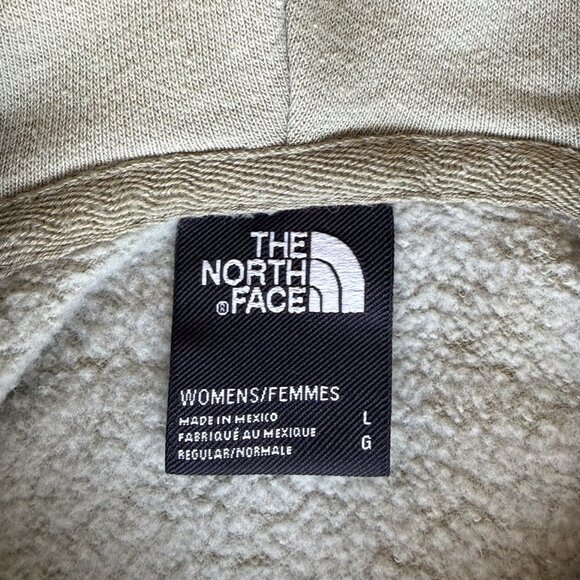 THE
NORTH
® FACE
WOMENS/FEMMES
MADE IN MEXICO L
FABRIQUÉ AU MEXIQUE G
REGULAR/NORMALE